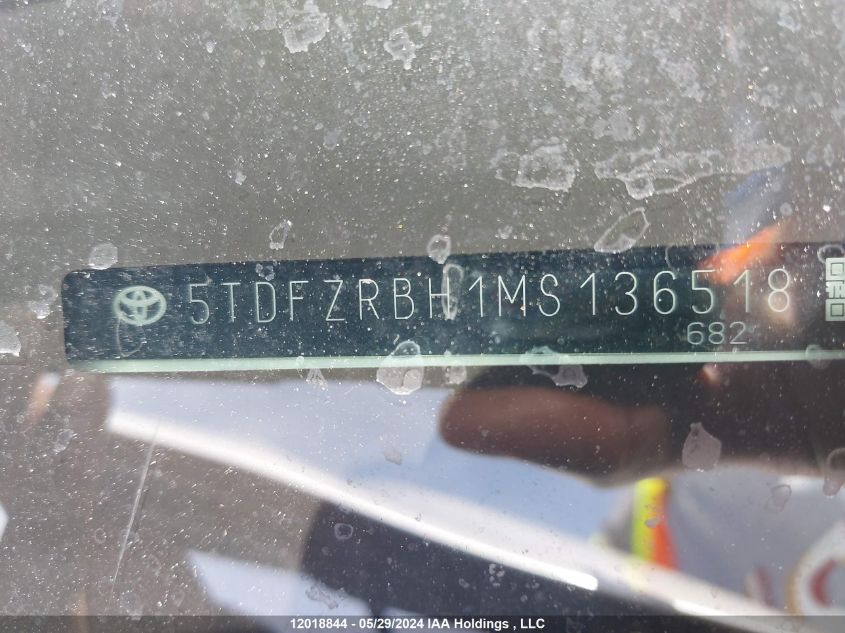 5TDFZRBH1MS136518
682
12018844 - 05/29/2024 IAA Holdings , LLC